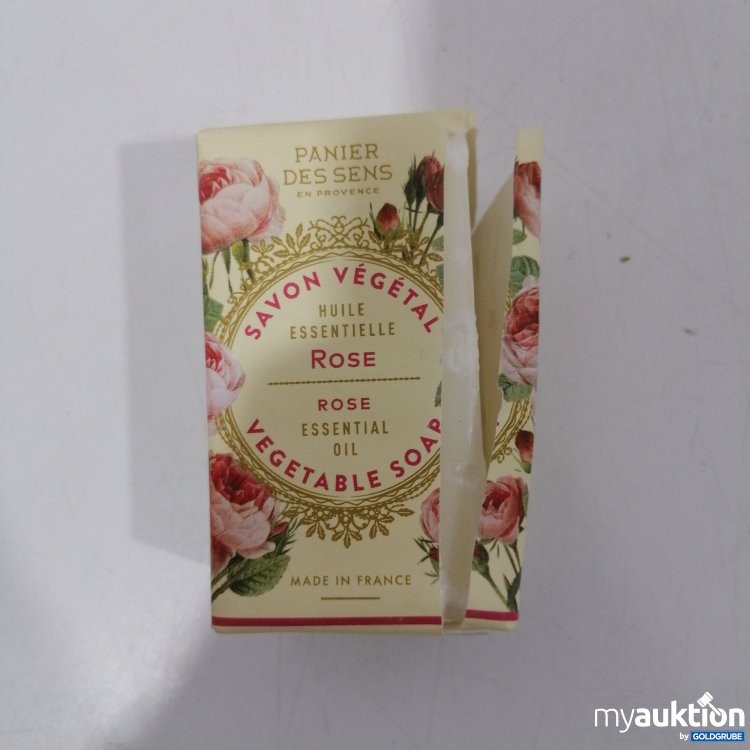 PANIER
DES SENS
EN PROVENCE
SAVON VÉGÉTAL
HUILE
ESSENTIELLE
ROSE
ROSE
ESSENTIAL
OIL
VEGETABLE SOAP
MADE IN FRANCE
myauktion
by GOLDGRUBE